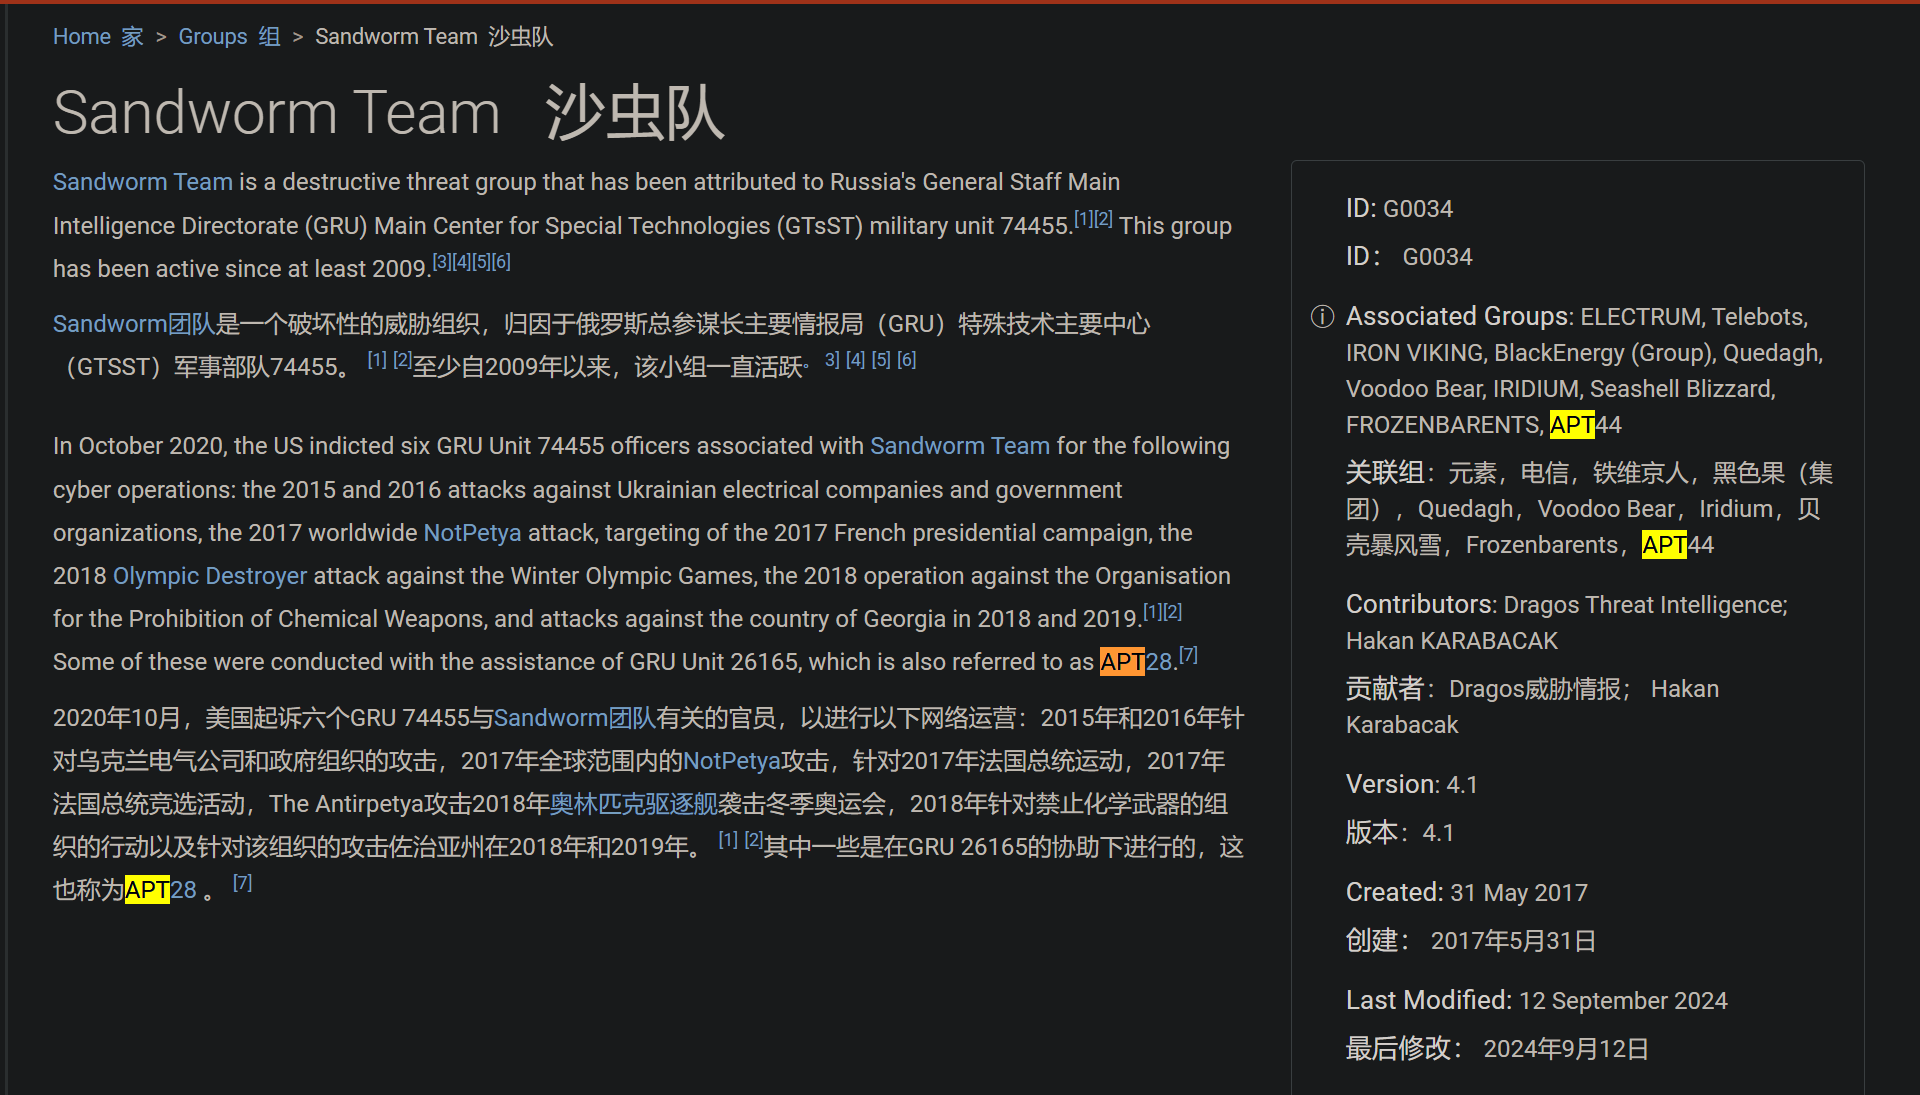 Home 家 > Groups 组 > Sandworm Team 沙虫队
Sandworm Team 沙虫队
Sandworm Team is a destructive threat group that has been attributed to Russia's General Staff Main
Intelligence Directorate (GRU) Main Center for Special Technologies (GTsST) military unit 74455.[1][2] This group
has been active since at least 2009.[3][4][5][6]
Sandworm团队是一个破坏性的威胁组织，归因于俄罗斯总参谋长主要情报局（GRU）特殊技术主要中心
（GTSST）军事部队74455。 [1] [2]至少自2009年以来，该小组一直活跃。3] [4] [5] [6]
In October 2020, the US indicted six GRU Unit 74455 officers associated with Sandworm Team for the following
cyber operations: the 2015 and 2016 attacks against Ukrainian electrical companies and government
organizations, the 2017 worldwide NotPetya attack, targeting of the 2017 French presidential campaign, the
2018 Olympic Destroyer attack against the Winter Olympic Games, the 2018 operation against the Organisation
for the Prohibition of Chemical Weapons, and attacks against the country of Georgia in 2018 and 2019.[1][2]
Some of these were conducted with the assistance of GRU Unit 26165, which is also referred to as APT28.[7]
2020年10月，美国起诉六个GRU 74455与Sandworm团队有关的官员，以进行以下网络运营：2015年和2016年针
对乌克兰电气公司和政府组织的攻击，2017年全球范围内的NotPetya攻击，针对2017年法国总统运动，2017年
法国总统竞选活动，The Antirpetya攻击2018年奥林匹克驱逐舰袭击冬季奥运会，2018年针对禁止化学武器的组
织的行动以及针对该组织的攻击佐治亚州在2018年和2019年。 [1] [2]其中一些是在GRU 26165的协助下进行的，这
也称为APT28 。 [7]
ID: G0034
ID： G0034
ⓘ Associated Groups: ELECTRUM, Telebots,
IRON VIKING, BlackEnergy (Group), Quedagh,
Voodoo Bear, IRIDIUM, Seashell Blizzard,
FROZENBARENTS, APT44
关联组：元素，电信，铁维京人，黑色果（集
团），Quedagh，Voodoo Bear，Iridium，贝
壳暴风雪，Frozenbarents，APT44
Contributors: Dragos Threat Intelligence;
Hakan KARABACAK
贡献者：Dragos威胁情报； Hakan
Karabacak
Version: 4.1
版本：4.1
Created: 31 May 2017
创建： 2017年5月31日
Last Modified: 12 September 2024
最后修改： 2024年9月12日